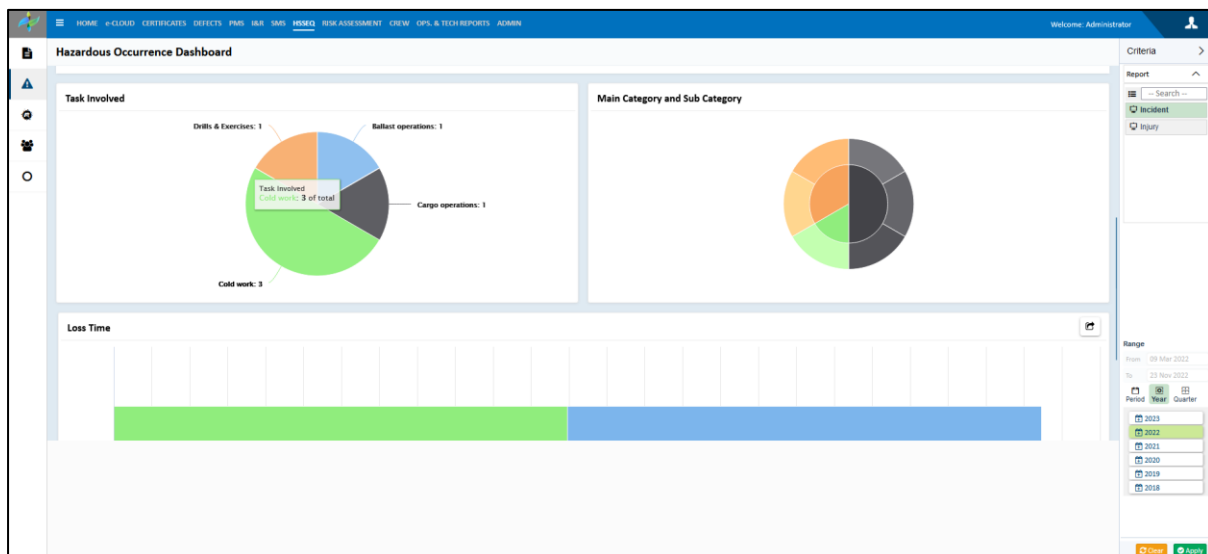 HOME e-CLOUD CERTIFICATES DEFECTS PMS I&R SMS HSSEQ RISK ASSESSMENT CREW OPS. & TECH REPORTS ADMIN
Welcome: Administrator
Hazardous Occurrence Dashboard
Criteria
Report
-- Search --
Incident
Injury
Task Involved
Drills & Exercises: 1
Ballast operations: 1
Task Involved
Cold work: 3 of total
Cargo operations: 1
Cold work: 3
Main Category and Sub Category
Loss Time
Range
From 09 Mar 2022
To 23 Nov 2022
Period Year Quarter
2023
2022
2021
2020
2019
2018
Clear Apply